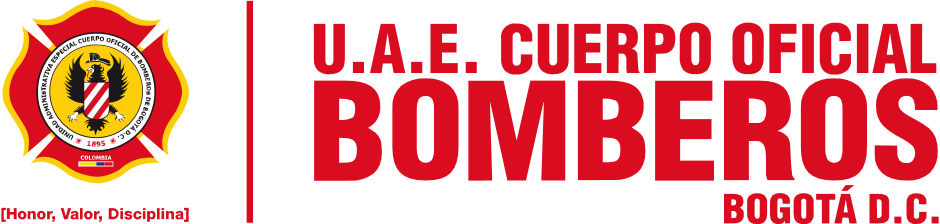 UNIDAD ADMINISTRATIVA ESPECIAL CUERPO OFICIAL DE BOMBEROS DE BOGOTÁ D.C.
1895
COLOMBIA
[Honor, Valor, Disciplina]
U.A.E. CUERPO OFICIAL
BOMBEROS
BOGOTÁ D.C.